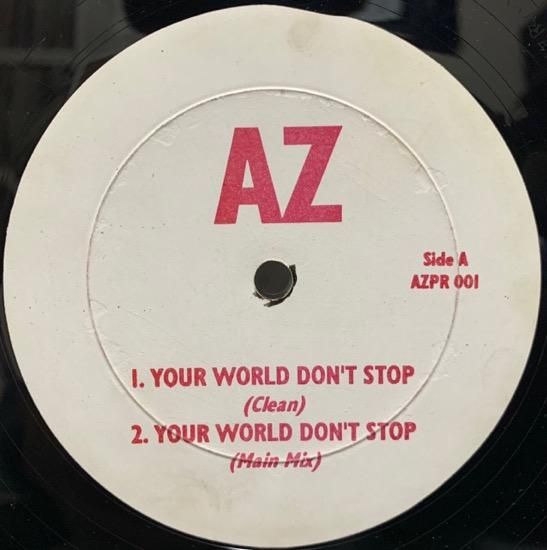 AZ
Side A
AZPR 001
1. YOUR WORLD DON'T STOP
(Clean)
2. YOUR WORLD DON'T STOP
(Main Mix)